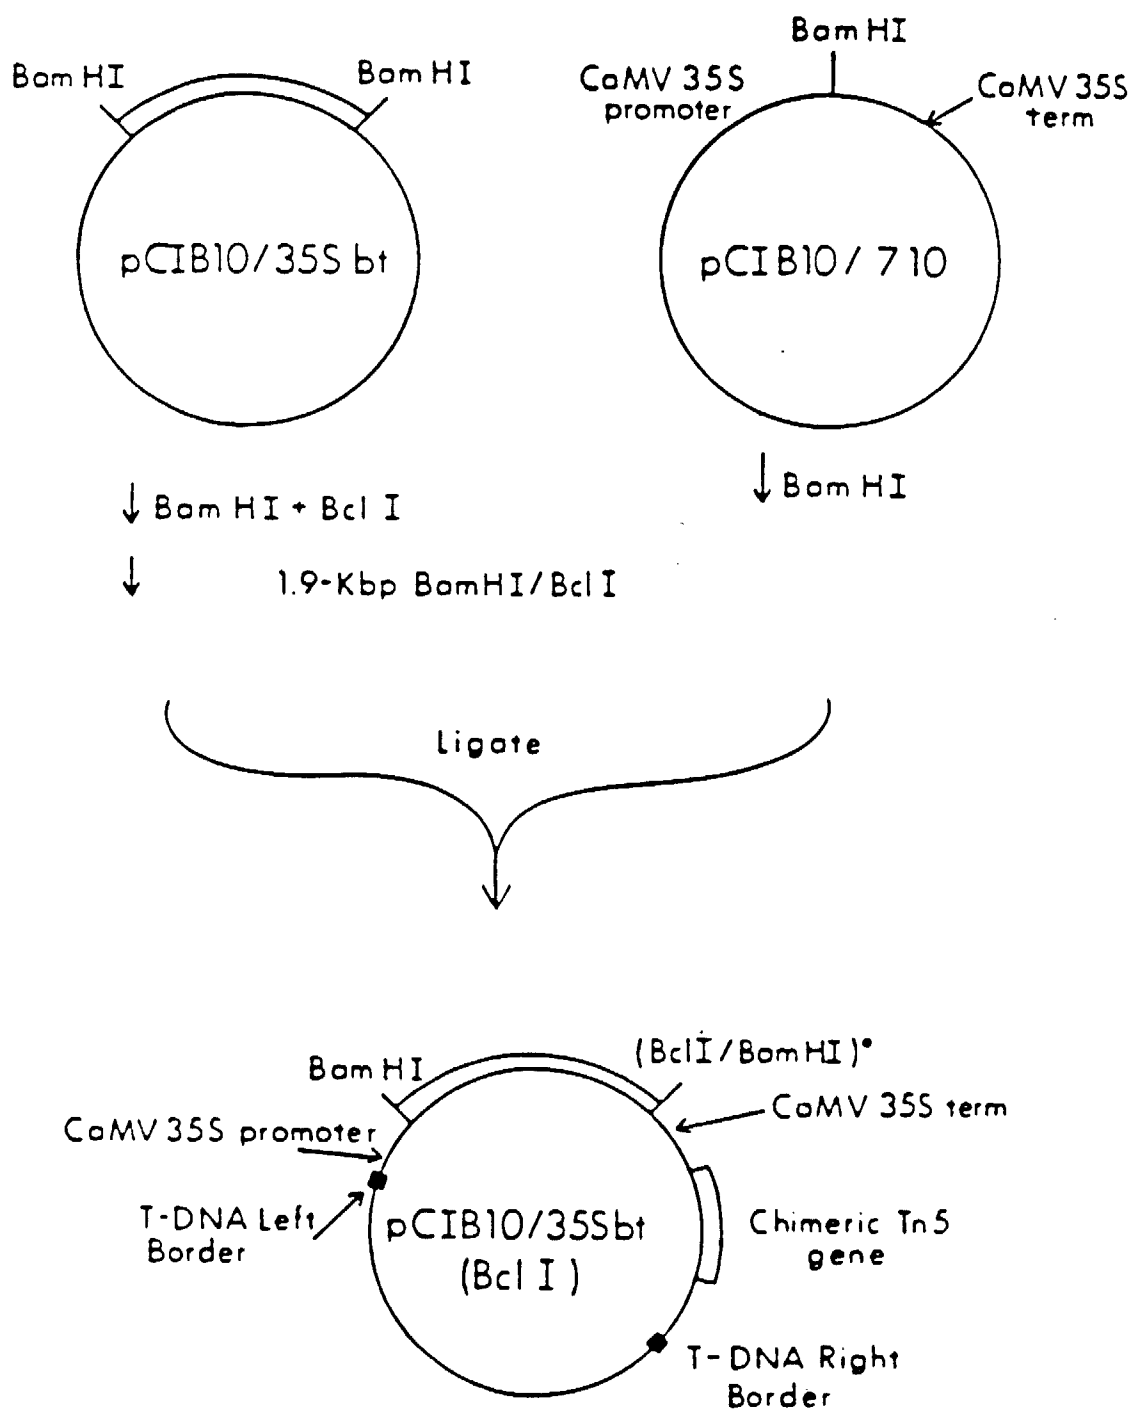 Bam HI
Bam HI
pCIB10/35S bt
Bam HI
CaMV 35S
promoter
CaMV 35S
term
pCIB10/710
↓ Bam HI + Bcl I
↓ 1.9-Kbp BamHI/Bcl I
↓ Bam HI
Ligate
Bam HI
(BclI/BamHI)*
CaMV 35S promoter
CaMV 35S term
T-DNA Left
Border
pCIB10/35Sbt
(Bcl I)
Chimeric Tn5
gene
T-DNA Right
Border